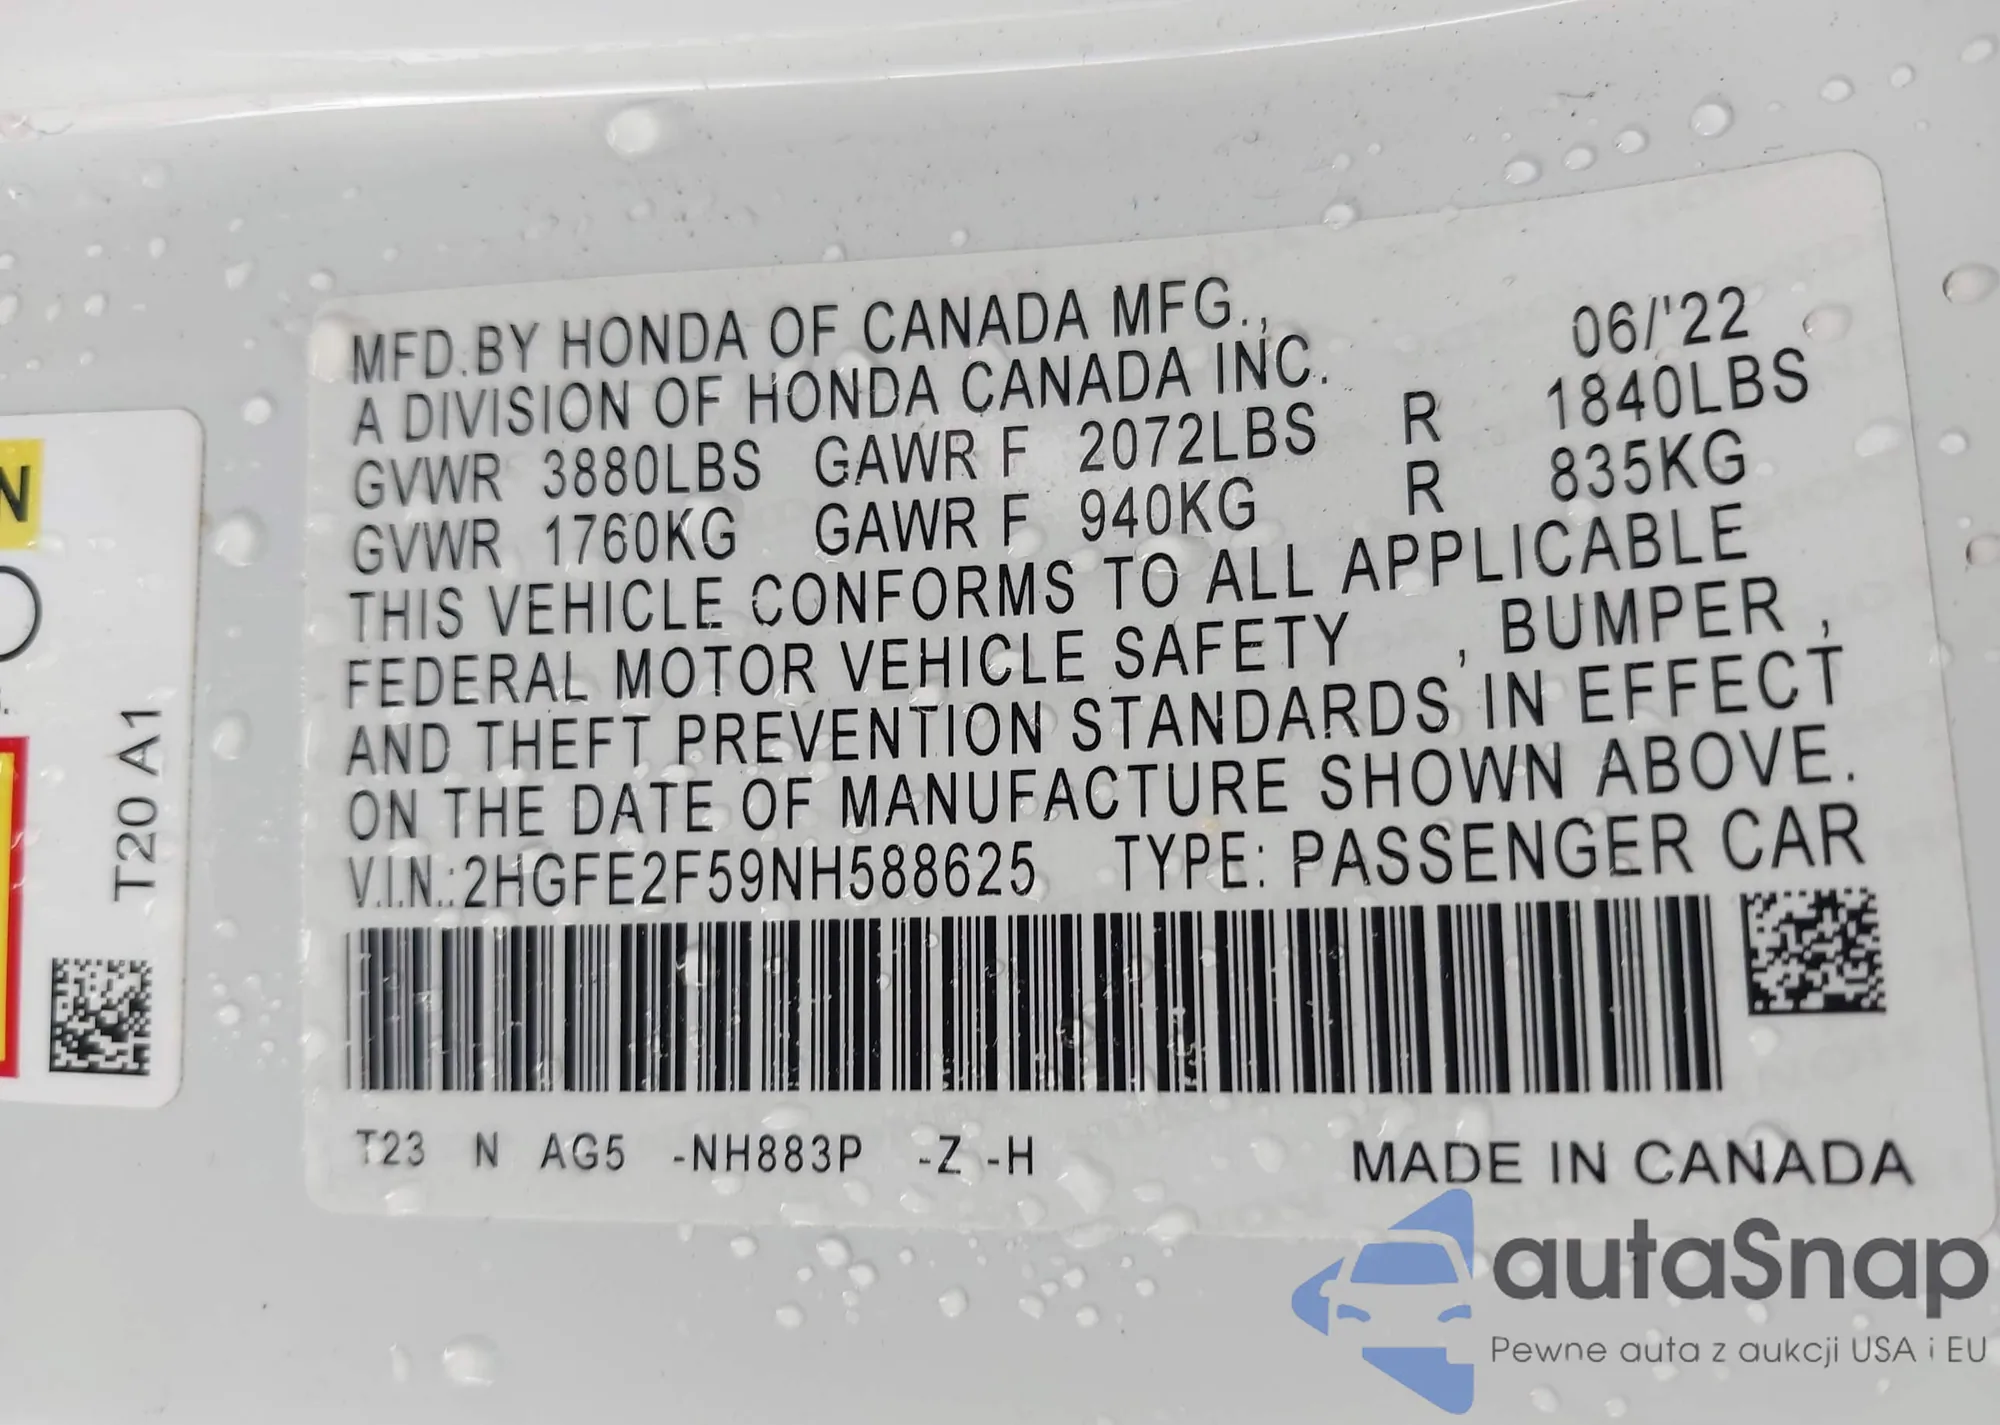 MFD.BY HONDA OF CANADA MFG.,
06/'22
A DIVISION OF HONDA CANADA INC.
GVWR 3880LBS GAWR F 2072LBS R 1840LBS
GVWR 1760KG GAWR F 940KG R 835KG
THIS VEHICLE CONFORMS TO ALL APPLICABLE
FEDERAL MOTOR VEHICLE SAFETY , BUMPER ,
AND THEFT PREVENTION STANDARDS IN EFFECT
ON THE DATE OF MANUFACTURE SHOWN ABOVE.
V.I.N.:2HGFE2F59NH588625 TYPE: PASSENGER CAR
T23 N AG5 -NH883P -Z -H MADE IN CANADA
N
T20 A1
autaSnap
Pewne auta z aukcji USA i EU